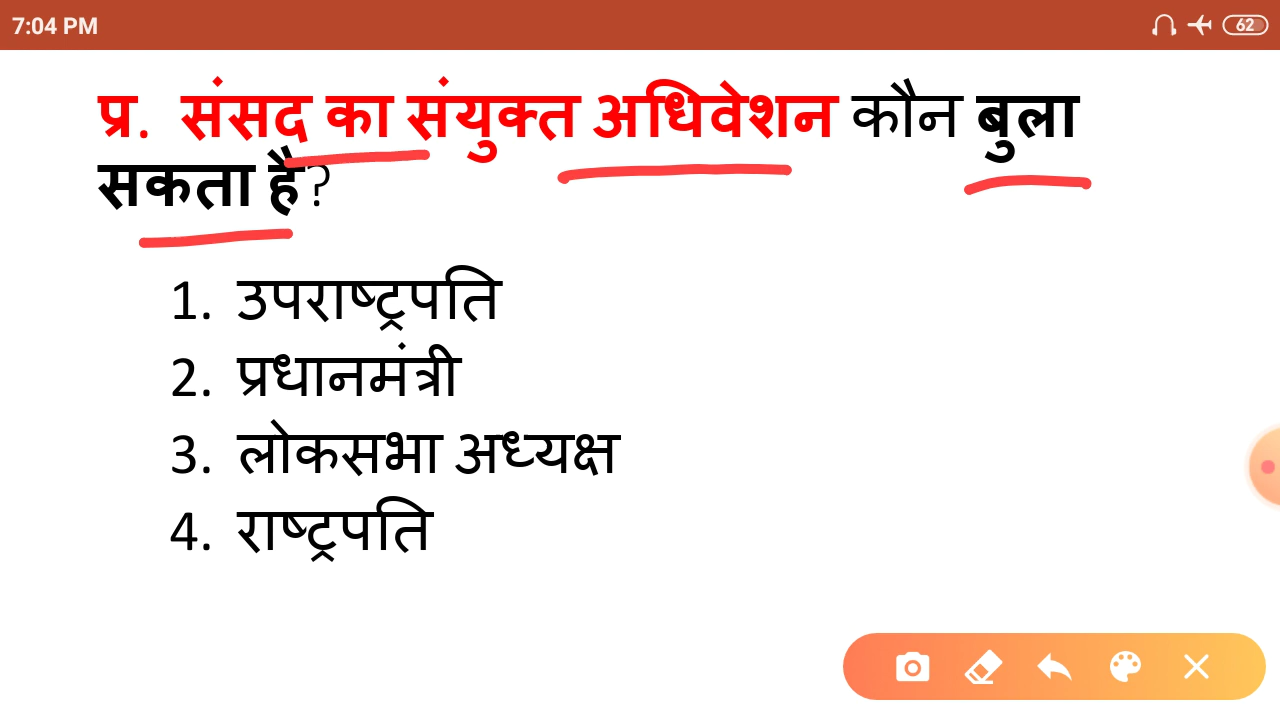 7:04 PM
62
प्र. संसद का संयुक्त अधिवेशन कौन बुला
सकता है?
1. उपराष्ट्रपति
2. प्रधानमंत्री
3. लोकसभा अध्यक्ष
4. राष्ट्रपति